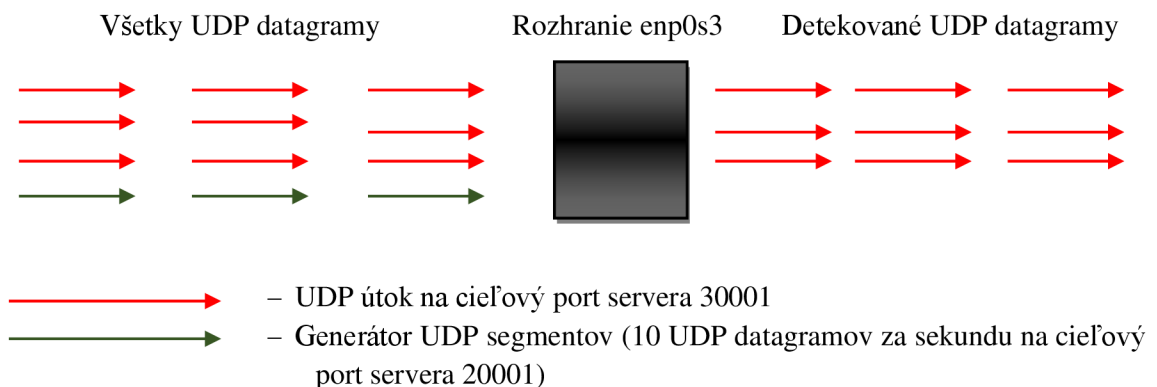 Všetky UDP datagramy
Rozhranie enp0s3
Detekované UDP datagramy
– UDP útok na cieľový port servera 30001
– Generátor UDP segmentov (10 UDP datagramov za sekundu na cieľový
port servera 20001)